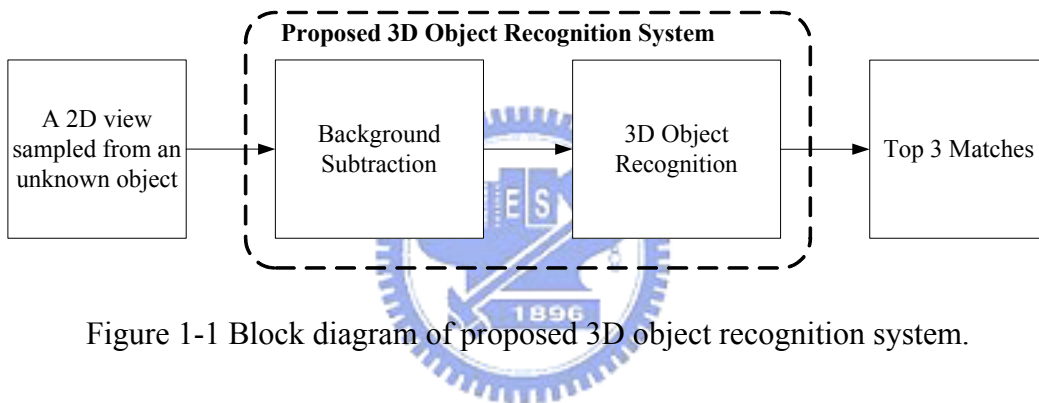 Proposed 3D Object Recognition System
A 2D view
sampled from an
unknown object
Background
Subtraction
3D Object
Recognition
Top 3 Matches
E S
1896
Figure 1-1 Block diagram of proposed 3D object recognition system.